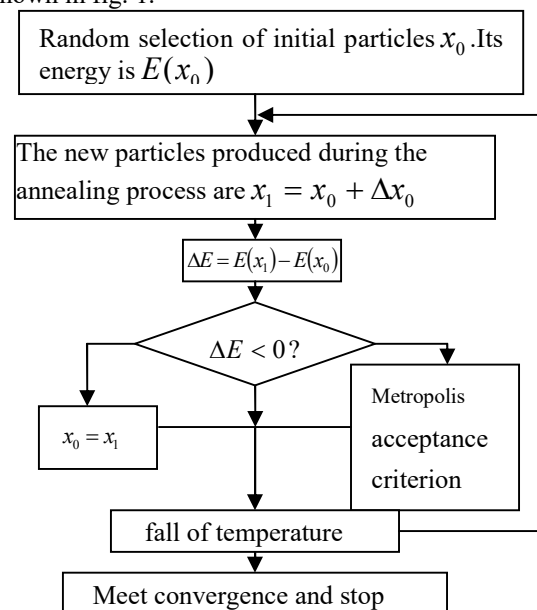 shown in fig. 1.
Random selection of initial particles x₀ .Its
energy is E(x₀)
The new particles produced during the
annealing process are x₁ = x₀ + Δx₀
ΔE = E(x₁) − E(x₀)
ΔE < 0 ?
x₀ = x₁
Metropolis
acceptance
criterion
fall of temperature
Meet convergence and stop